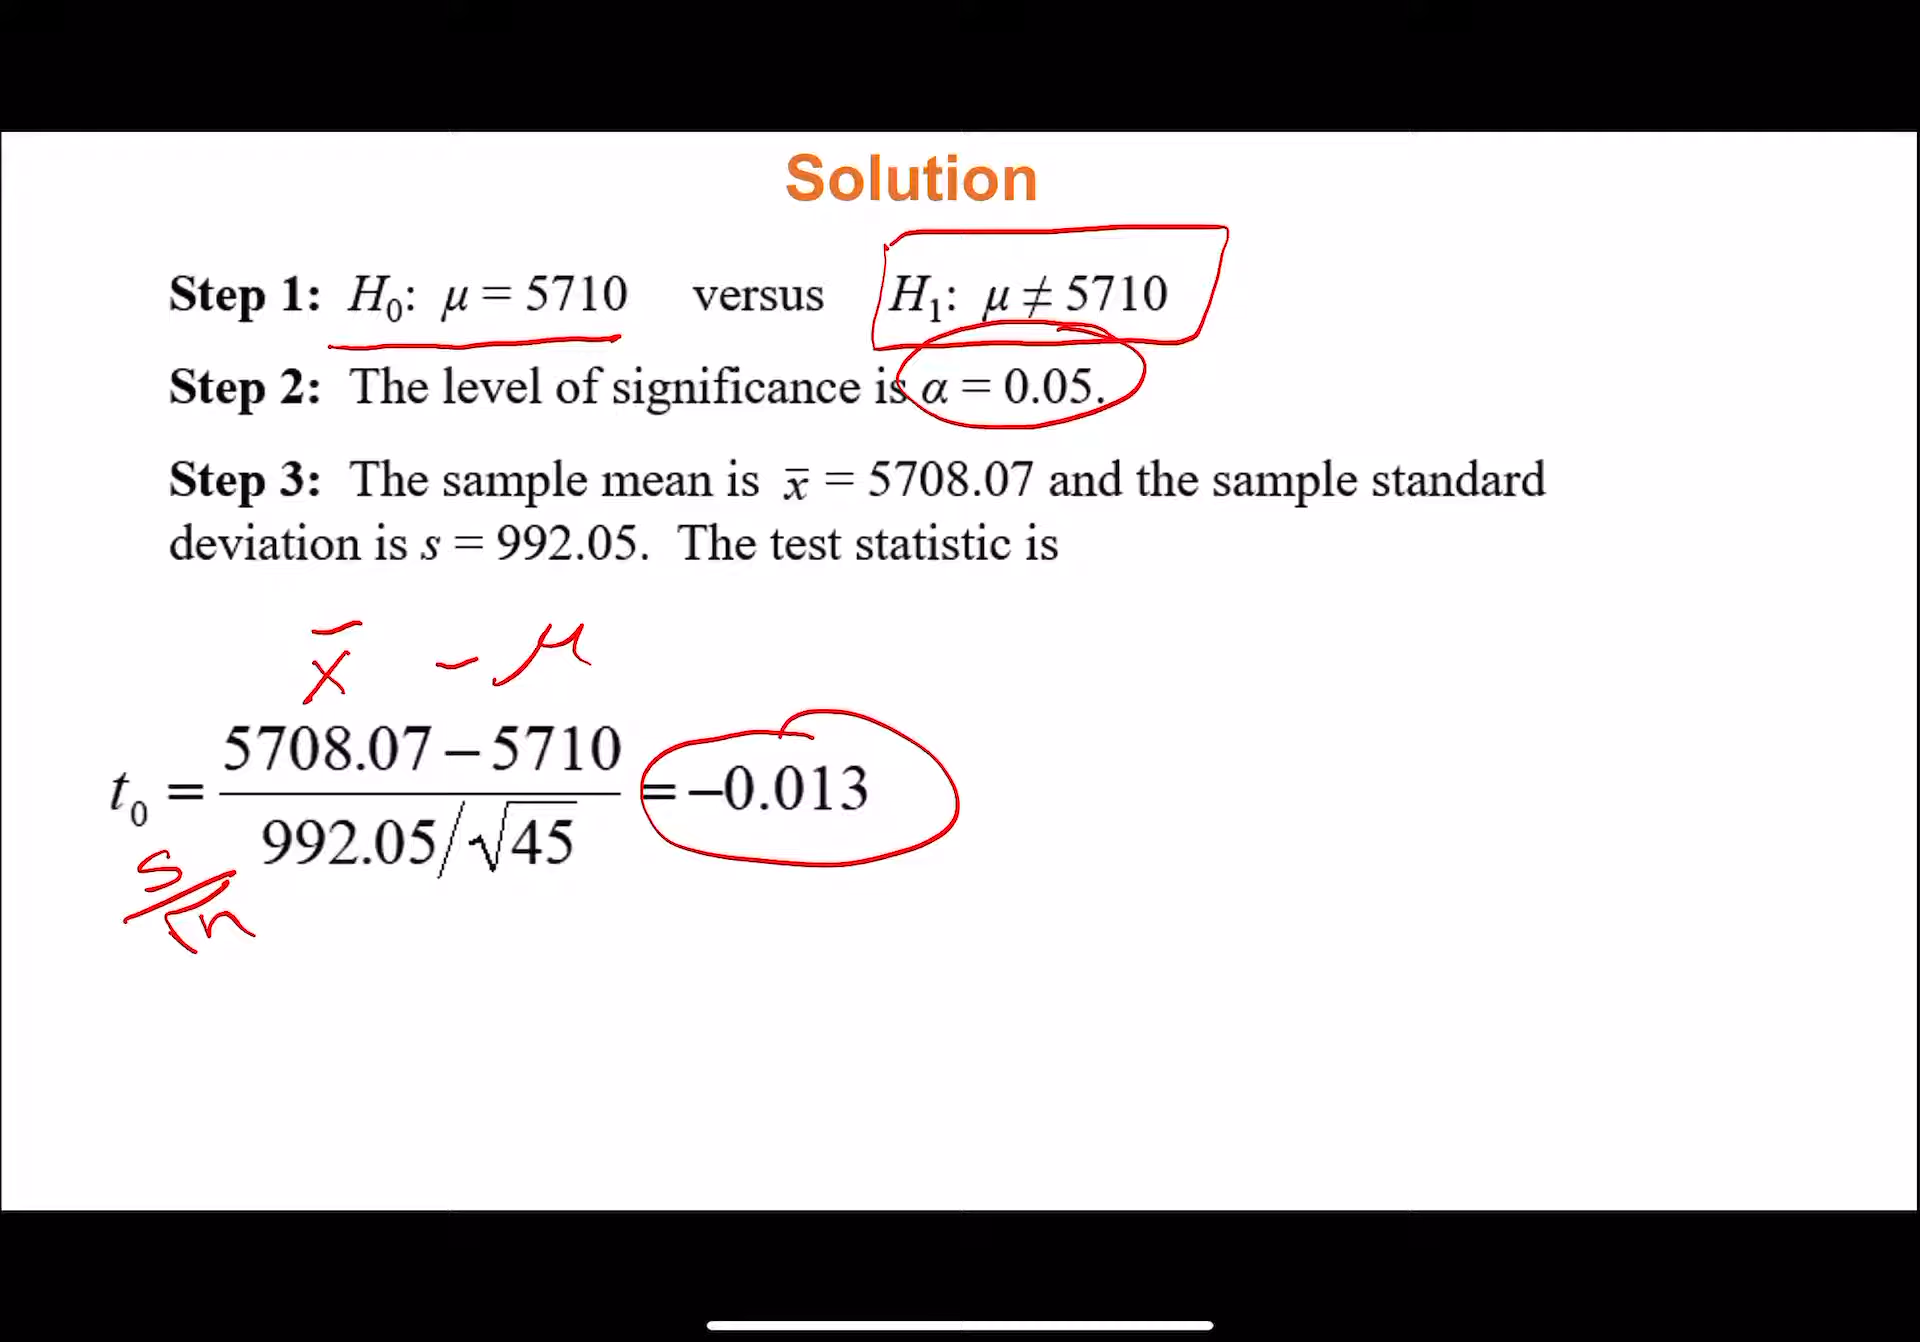 Solution
Step 1: H₀: μ = 5710 versus H₁: μ ≠ 5710
Step 2: The level of significance is α = 0.05.
Step 3: The sample mean is x̄ = 5708.07 and the sample standard
deviation is s = 992.05. The test statistic is
x̄ - μ
t₀ = (5708.07 – 5710) / (992.05/√45) = –0.013
s/√n